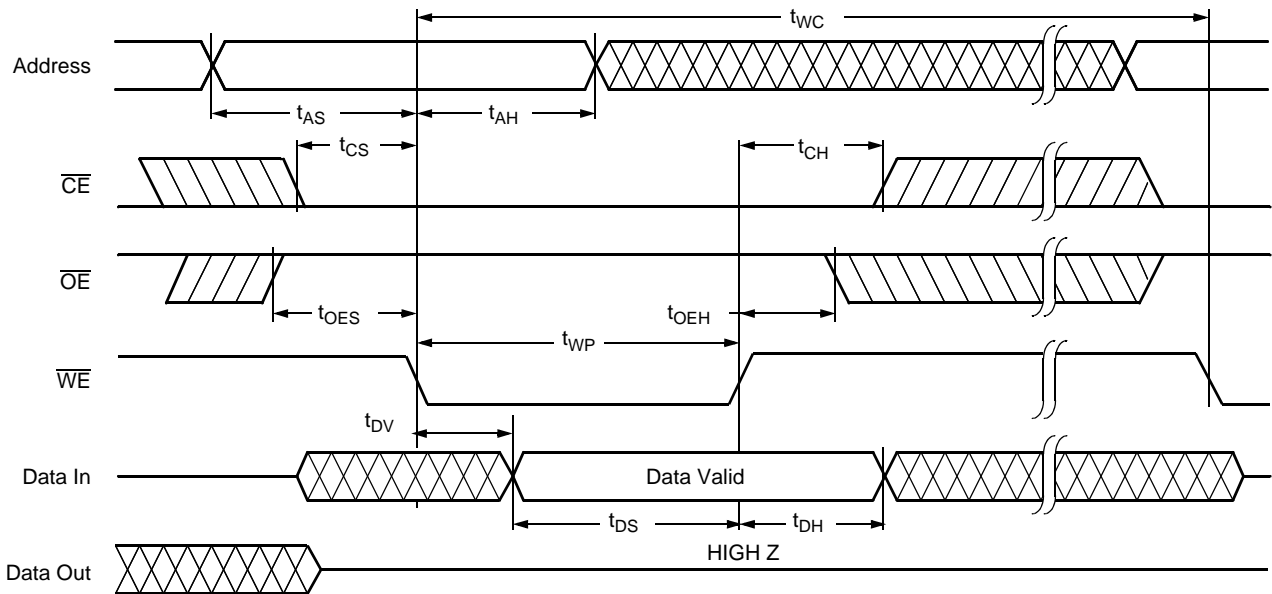 tWC
Address
tAS
tAH
tCS
tCH
CE
OE
tOES
tOEH
tWP
WE
tDV
Data In
Data Valid
tDS
tDH
HIGH Z
Data Out